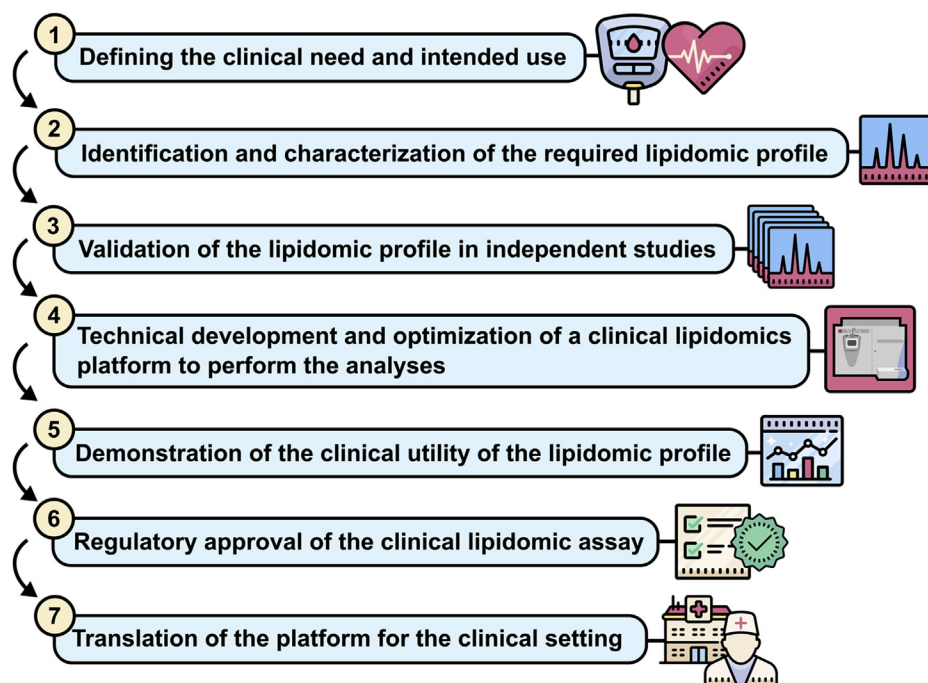 1
Defining the clinical need and intended use
2
Identification and characterization of the required lipidomic profile
3
Validation of the lipidomic profile in independent studies
4
Technical development and optimization of a clinical lipidomics
platform to perform the analyses
5
Demonstration of the clinical utility of the lipidomic profile
6
Regulatory approval of the clinical lipidomic assay
7
Translation of the platform for the clinical setting